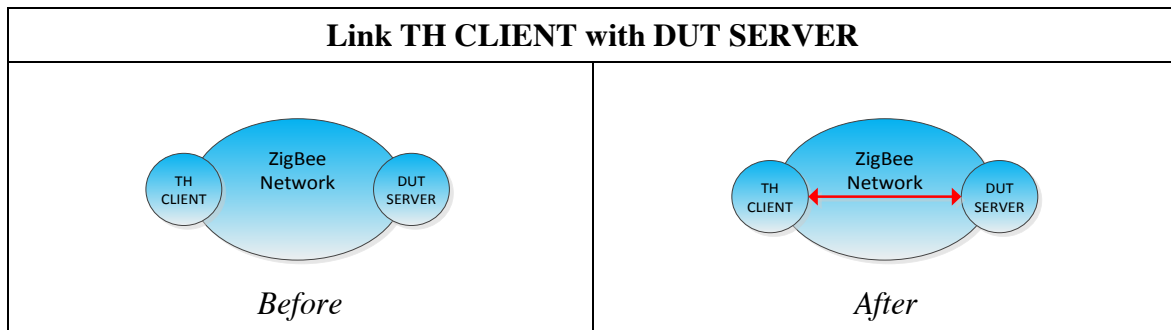 Link TH CLIENT with DUT SERVER
TH
CLIENT
ZigBee
Network
DUT
SERVER
Before
TH
CLIENT
ZigBee
Network
DUT
SERVER
After